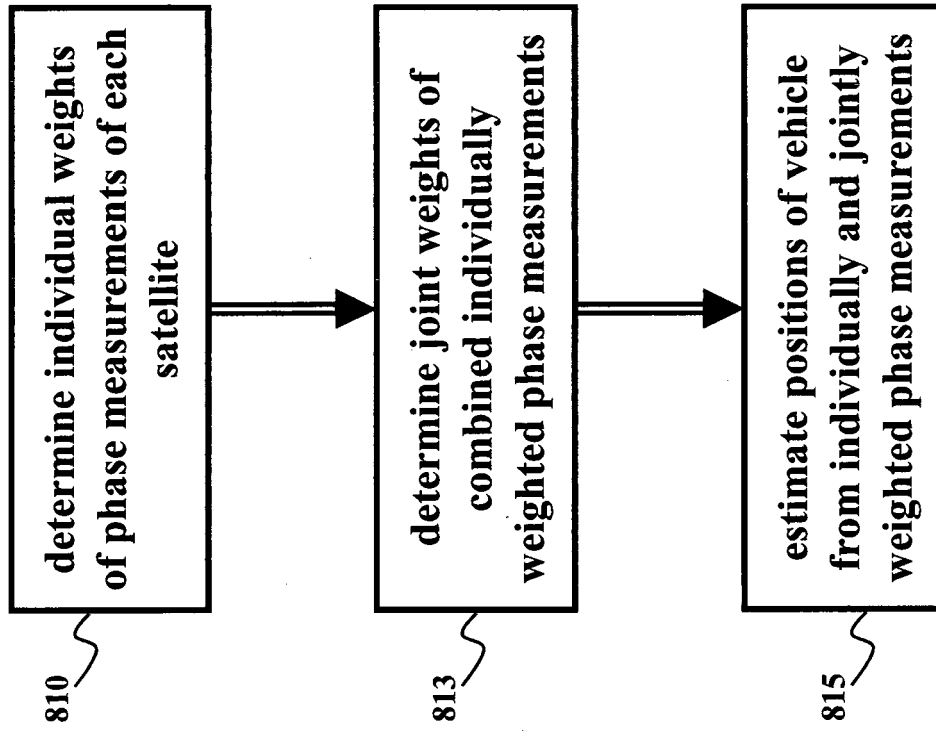 determine individual weights
of phase measurements of each
satellite
810
determine joint weights of
combined individually
weighted phase measurements
813
estimate positions of vehicle
from individually and jointly
weighted phase measurements
815